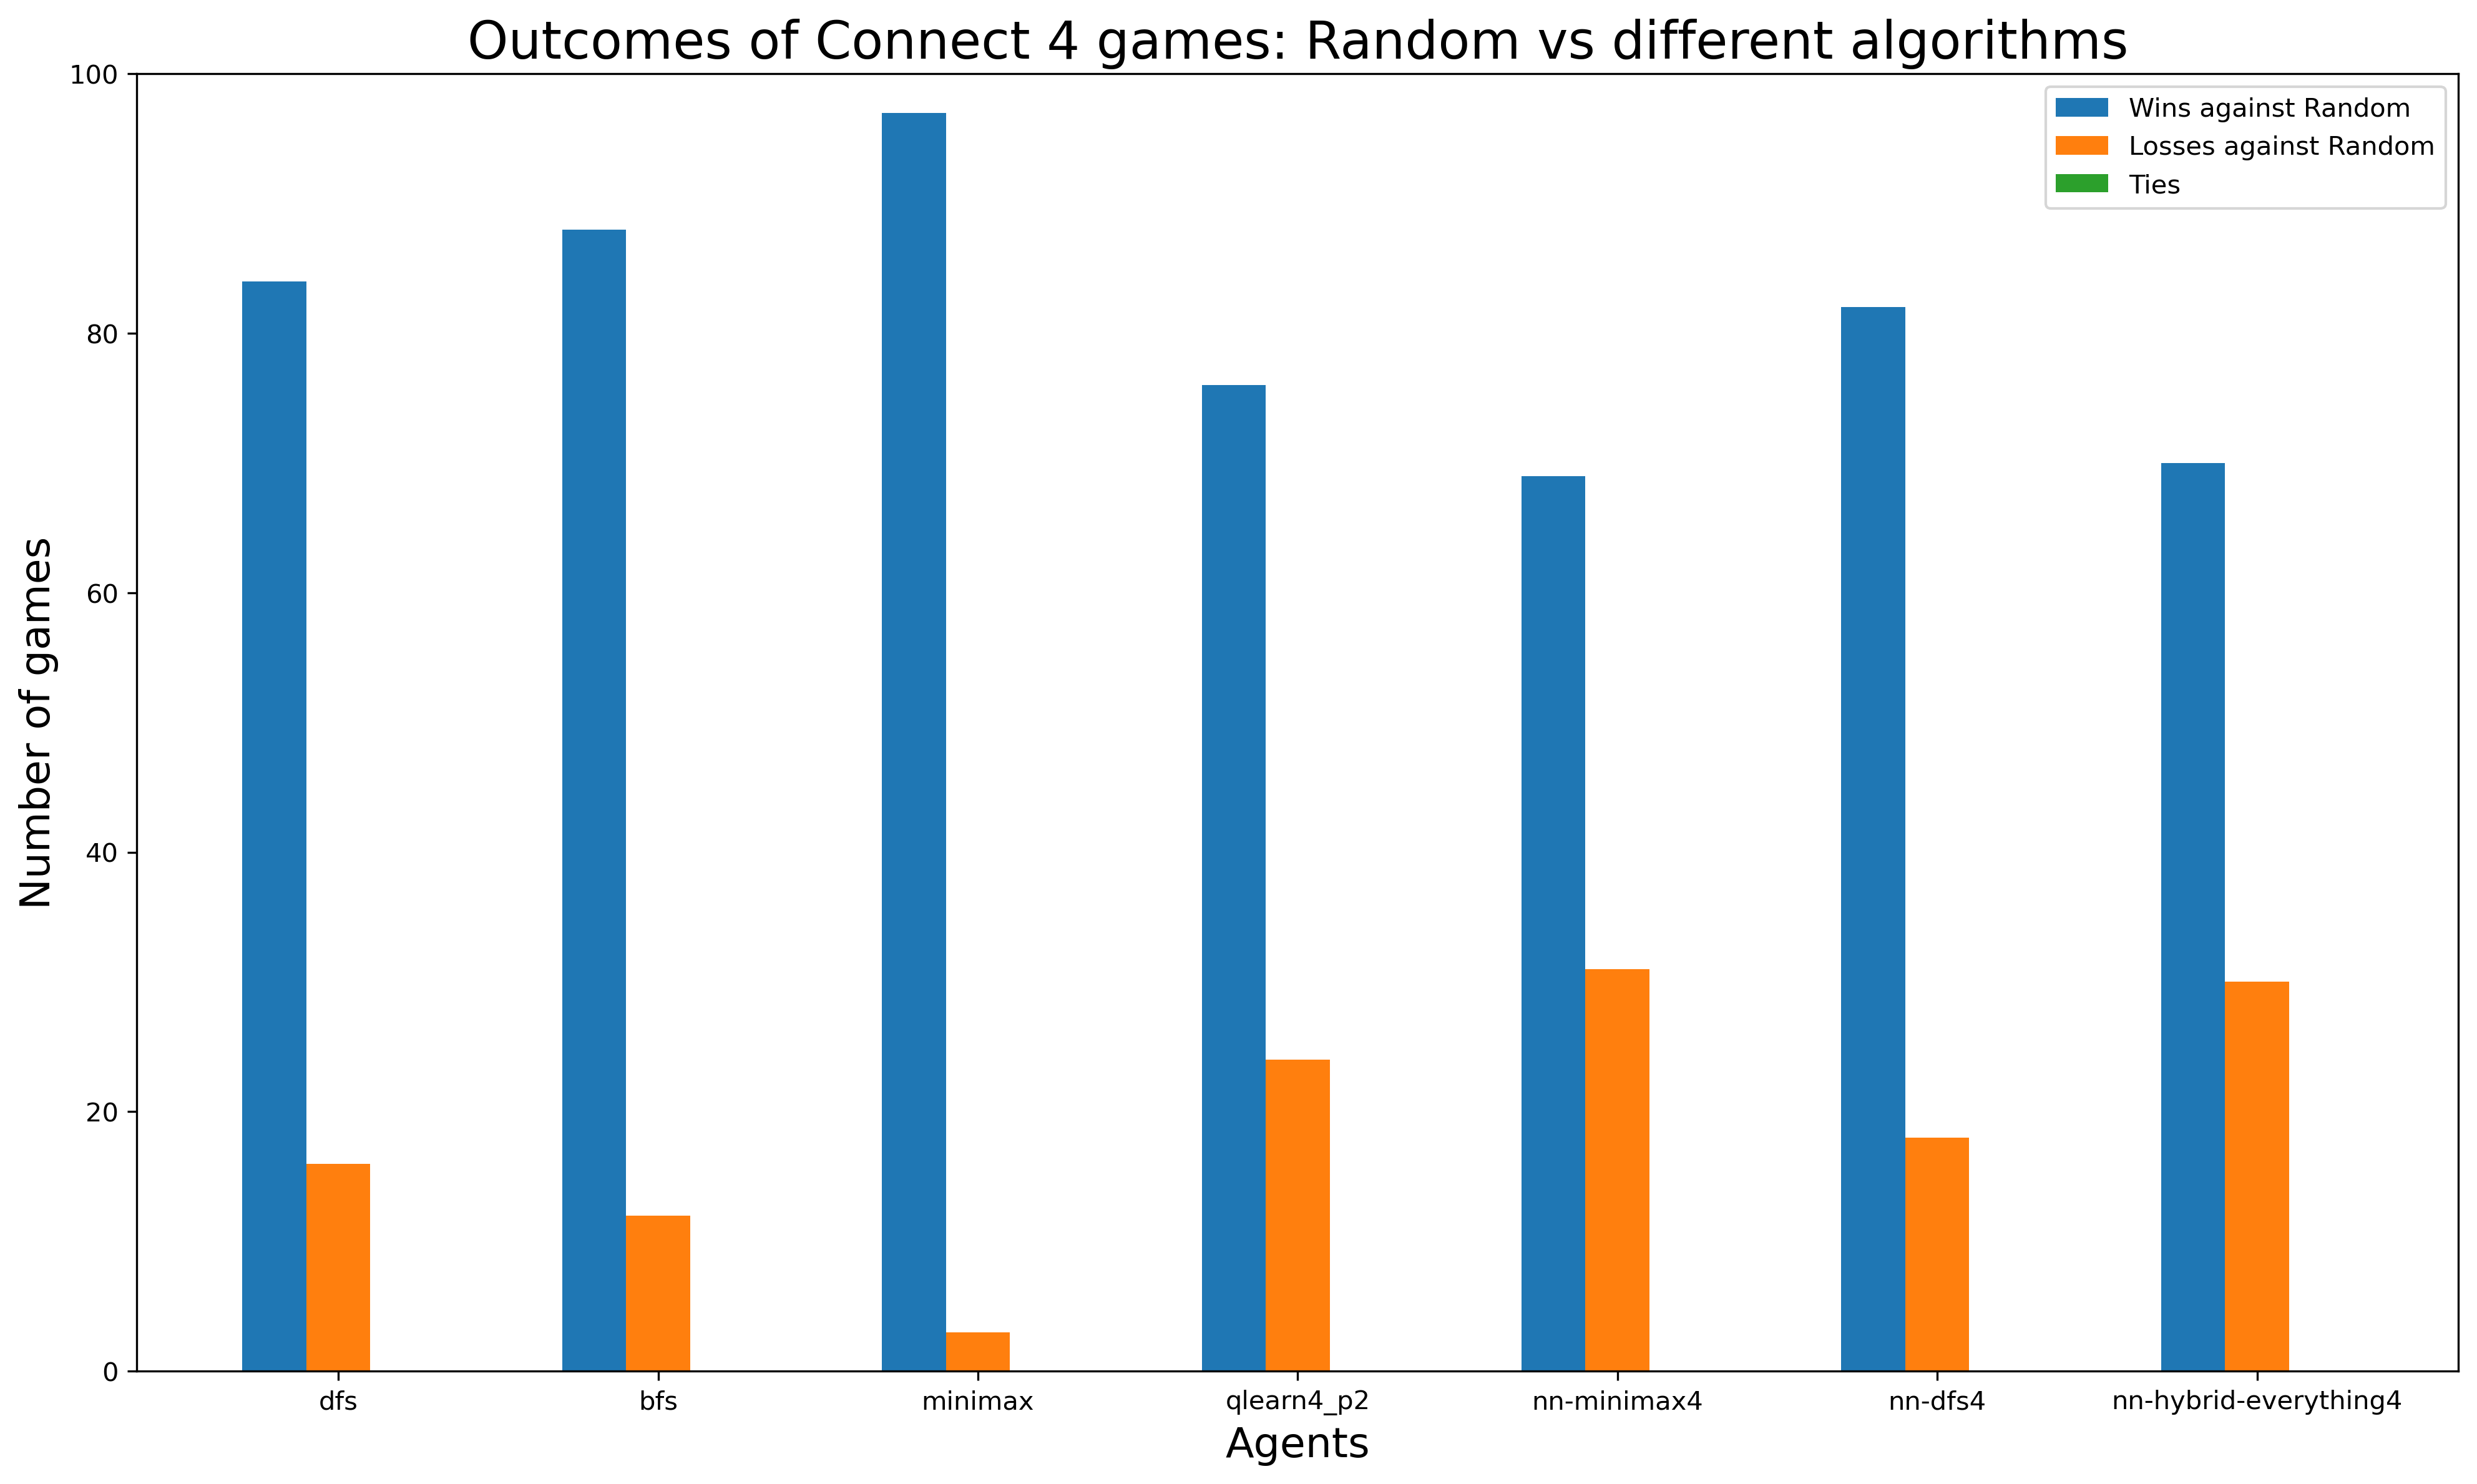 Outcomes of Connect 4 games: Random vs different algorithms
Wins against Random
Losses against Random
Ties
Number of games
100
80
60
40
20
0
dfs
bfs
minimax
qlearn4_p2
nn-minimax4
nn-dfs4
nn-hybrid-everything4
Agents